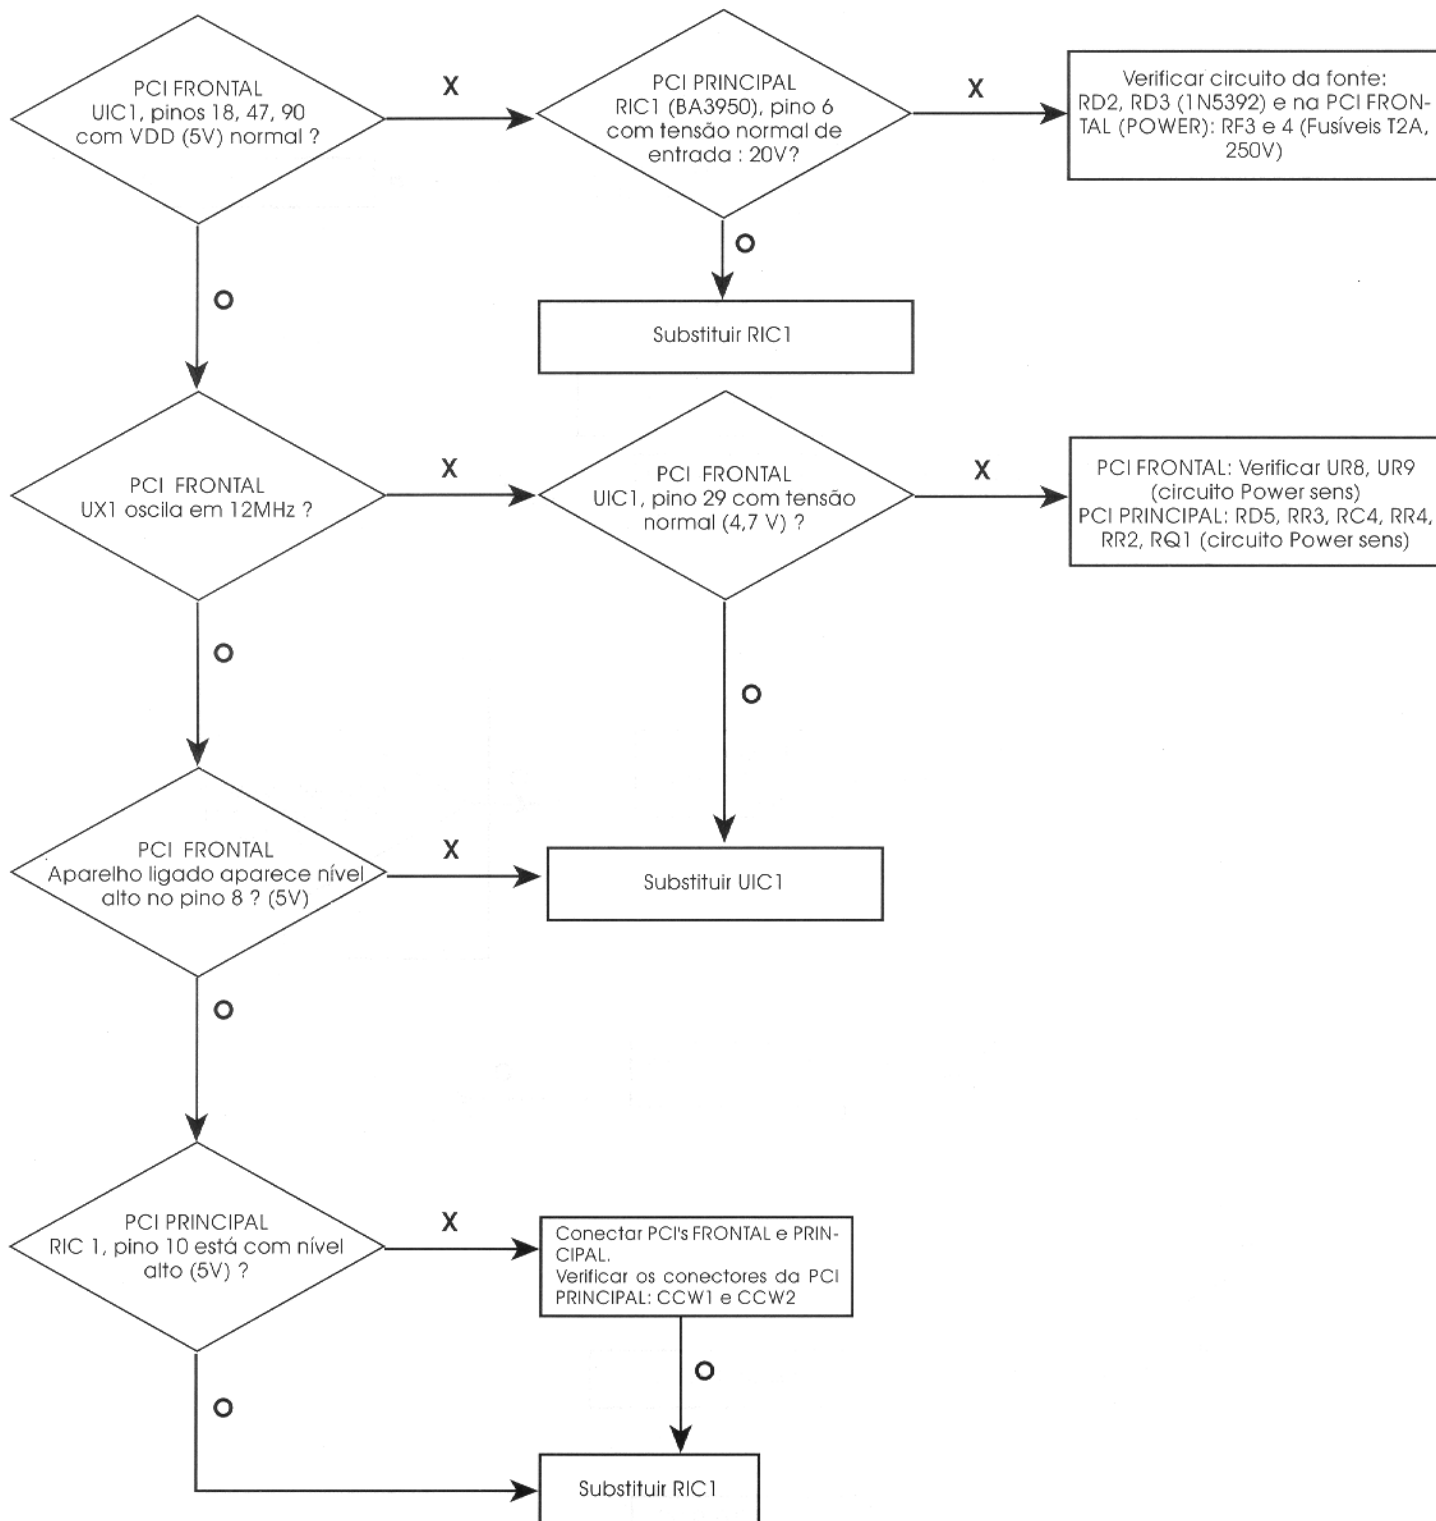 PCI FRONTAL
UIC1, pinos 18, 47, 90
com VDD (5V) normal ?
X
PCI PRINCIPAL
RIC1 (BA3950), pino 6
com tensão normal de
entrada : 20V?
X
Verificar circuito da fonte:
RD2, RD3 (1N5392) e na PCI FRON-
TAL (POWER): RF3 e 4 (Fusíveis T2A,
250V)
O
O
Substituir RIC1
PCI FRONTAL
UX1 oscila em 12MHz ?
X
PCI FRONTAL
UIC1, pino 29 com tensão
normal (4,7 V) ?
X
PCI FRONTAL: Verificar UR8, UR9
(circuito Power sens)
PCI PRINCIPAL: RD5, RR3, RC4, RR4,
RR2, RQ1 (circuito Power sens)
O
O
PCI FRONTAL
Aparelho ligado aparece nível
alto no pino 8 ? (5V)
X
Substituir UIC1
O
PCI PRINCIPAL
RIC 1, pino 10 está com nível
alto (5V) ?
X
Conectar PCI's FRONTAL e PRIN-
CIPAL.
Verificar os conectores da PCI
PRINCIPAL: CCW1 e CCW2
O
O
Substituir RIC1